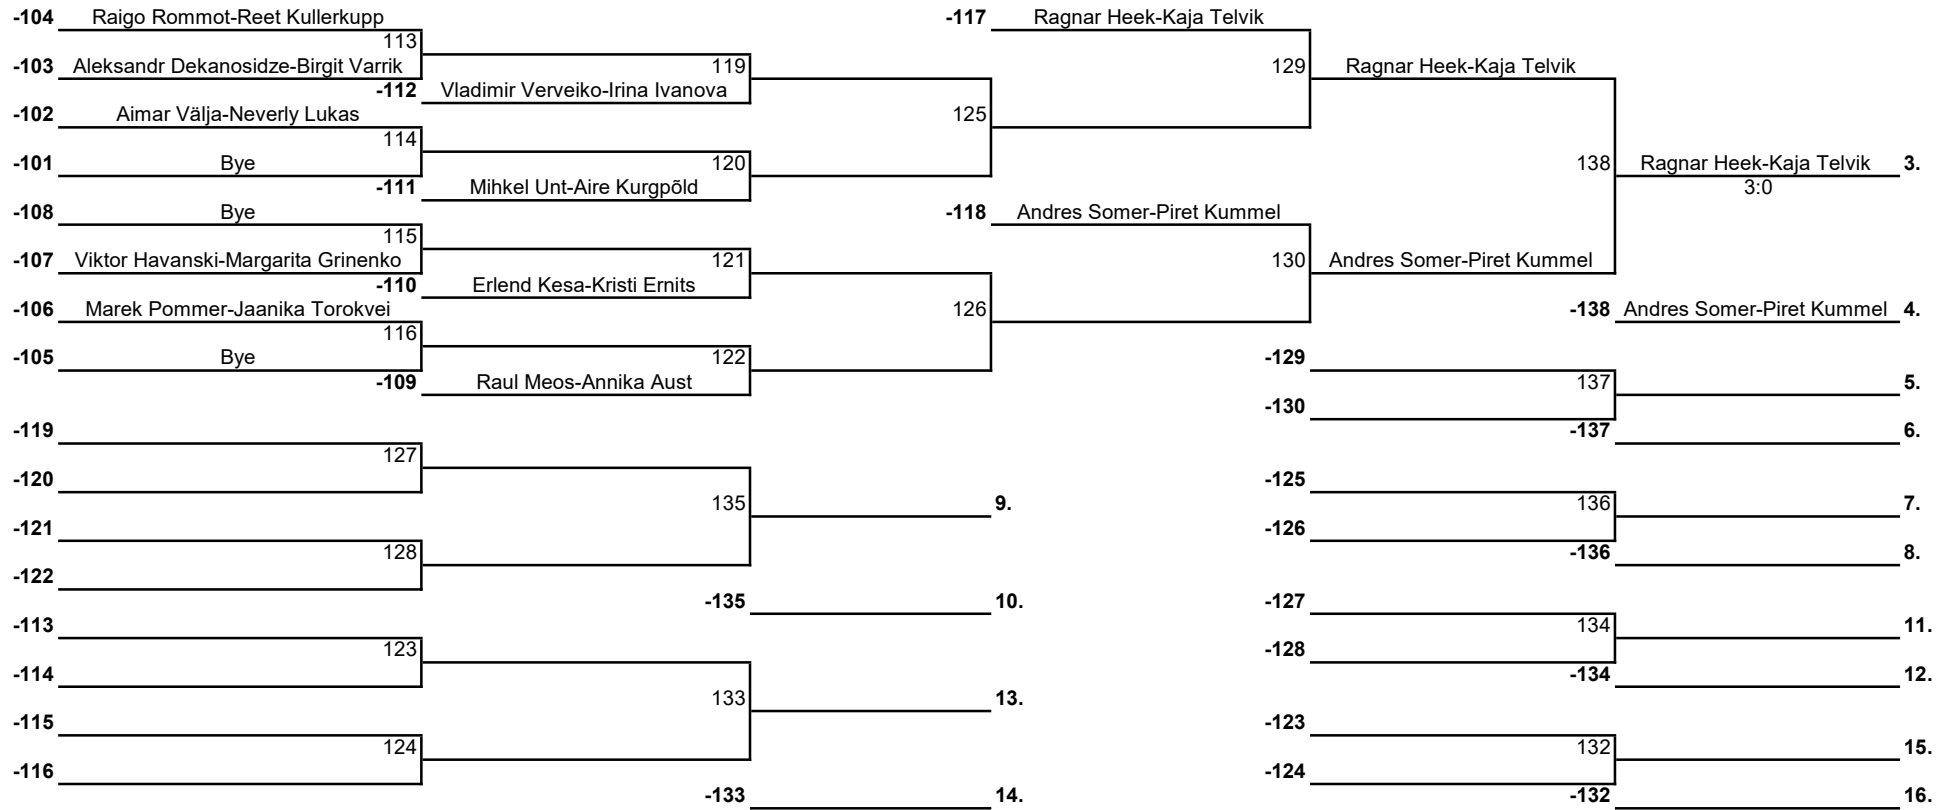 -104 Raigo Rommot-Reet Kullerkupp -117 Ragnar Heek-Kaja Telvik
113
-103 Aleksandr Dekanosidze-Birgit Varrik 119 129 Ragnar Heek-Kaja Telvik
-112 Vladimir Verveiko-Irina Ivanova
-102 Aimar Välja-Neverly Lukas 125
114
-101 Bye 120 138 Ragnar Heek-Kaja Telvik 3.
-111 Mihkel Unt-Aire Kurgpõld 3:0
-108 Bye -118 Andres Somer-Piret Kummel
115
-107 Viktor Havanski-Margarita Grinenko 121 130 Andres Somer-Piret Kummel
-110 Erlend Kesa-Kristi Ernits
-106 Marek Pommer-Jaanika Torokvei 126 -138 Andres Somer-Piret Kummel 4.
116
-105 Bye 122 -129
-109 Raul Meos-Annika Aust 137 5.
-130
-119 -137 6.
127
-120 -125
135 9. 136 7.
-121 -126
128 -136 8.
-122
-135 10. -127
-113 134 11.
123 -128
-114 -134 12.
133 13.
-115 -123
124 132 15.
-116 -124
-133 14. -132 16.